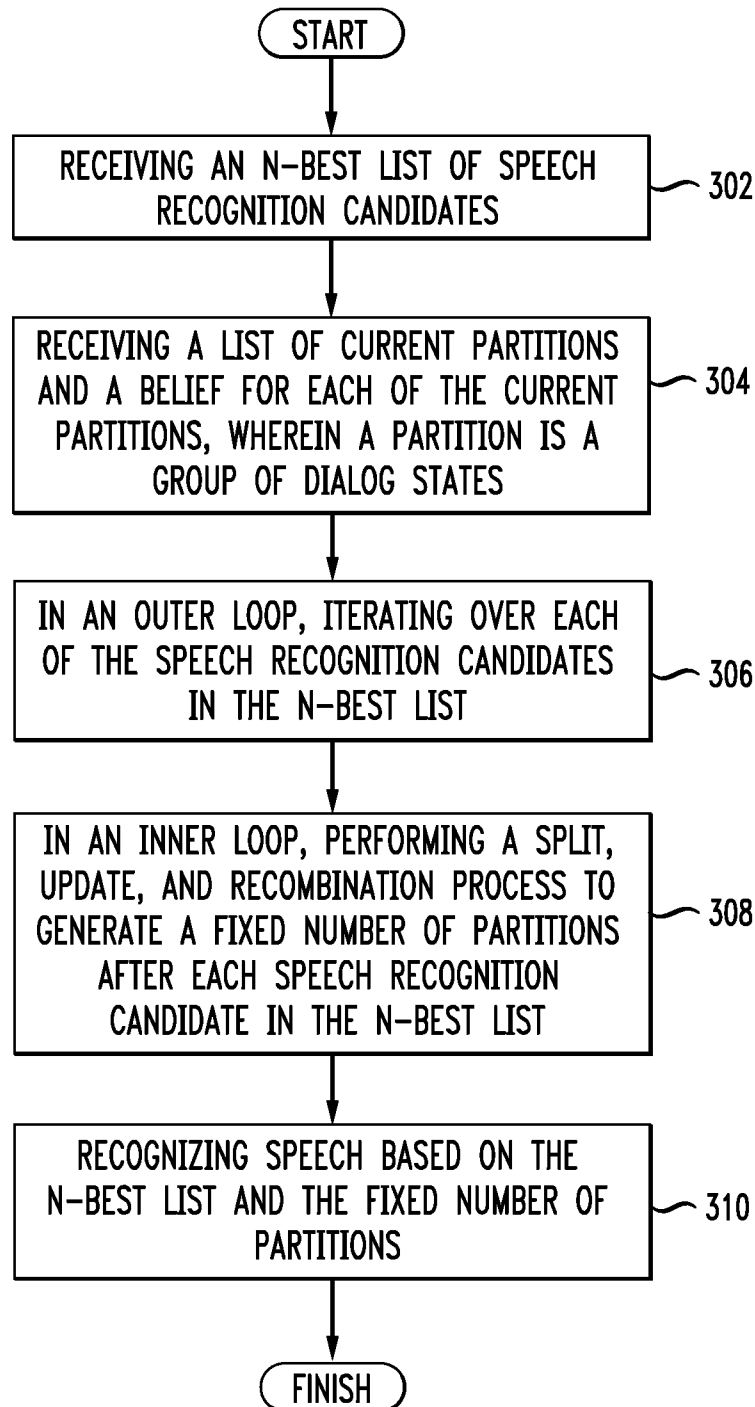 START
RECEIVING AN N-BEST LIST OF SPEECH
RECOGNITION CANDIDATES
302
RECEIVING A LIST OF CURRENT PARTITIONS
AND A BELIEF FOR EACH OF THE CURRENT
PARTITIONS, WHEREIN A PARTITION IS A
GROUP OF DIALOG STATES
304
IN AN OUTER LOOP, ITERATING OVER EACH
OF THE SPEECH RECOGNITION CANDIDATES
IN THE N-BEST LIST
306
IN AN INNER LOOP, PERFORMING A SPLIT,
UPDATE, AND RECOMBINATION PROCESS TO
GENERATE A FIXED NUMBER OF PARTITIONS
AFTER EACH SPEECH RECOGNITION
CANDIDATE IN THE N-BEST LIST
308
RECOGNIZING SPEECH BASED ON THE
N-BEST LIST AND THE FIXED NUMBER OF
PARTITIONS
310
FINISH